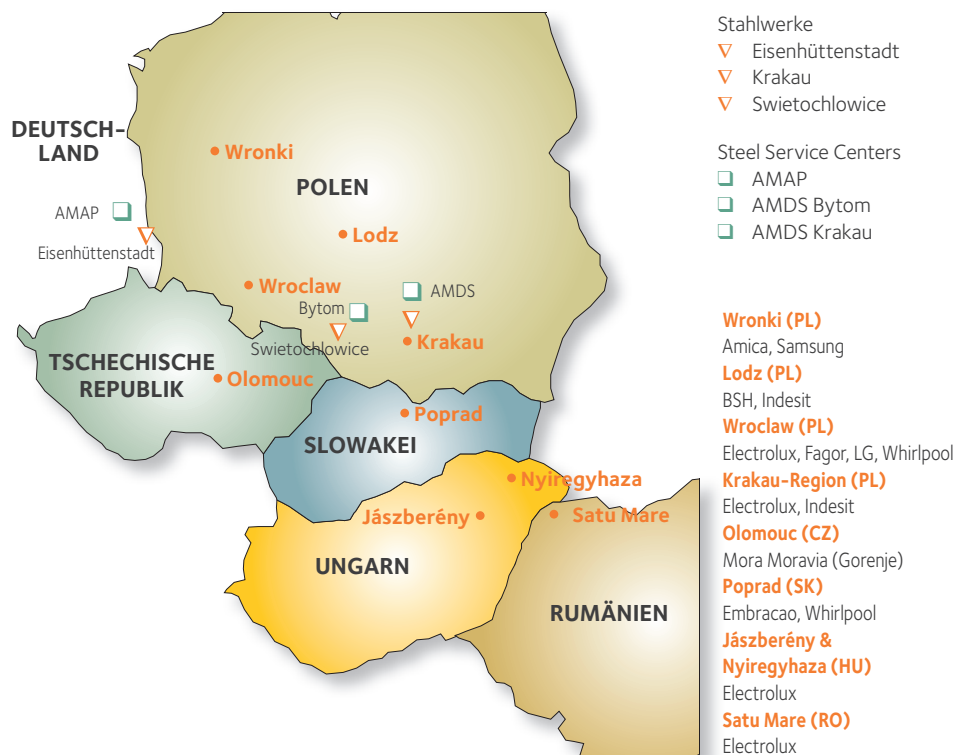 DEUTSCH-
LAND
Wronki
POLEN
AMAP
Eisenhüttenstadt
Lodz
Wroclaw
Bytom
AMDS
Swietochlowice
Krakau
TSCHECHISCHE
REPUBLIK
Olomouc
Poprad
SLOWAKEI
Nyiregyhaza
Jászberény
Satu Mare
UNGARN
RUMÄNIEN
Stahlwerke
Eisenhüttenstadt
Krakau
Swietochlowice
Steel Service Centers
AMAP
AMDS Bytom
AMDS Krakau
Wronki (PL)
Amica, Samsung
Lodz (PL)
BSH, Indesit
Wroclaw (PL)
Electrolux, Fagor, LG, Whirlpool
Krakau-Region (PL)
Electrolux, Indesit
Olomouc (CZ)
Mora Moravia (Gorenje)
Poprad (SK)
Embracao, Whirlpool
Jászberény &
Nyiregyhaza (HU)
Electrolux
Satu Mare (RO)
Electrolux